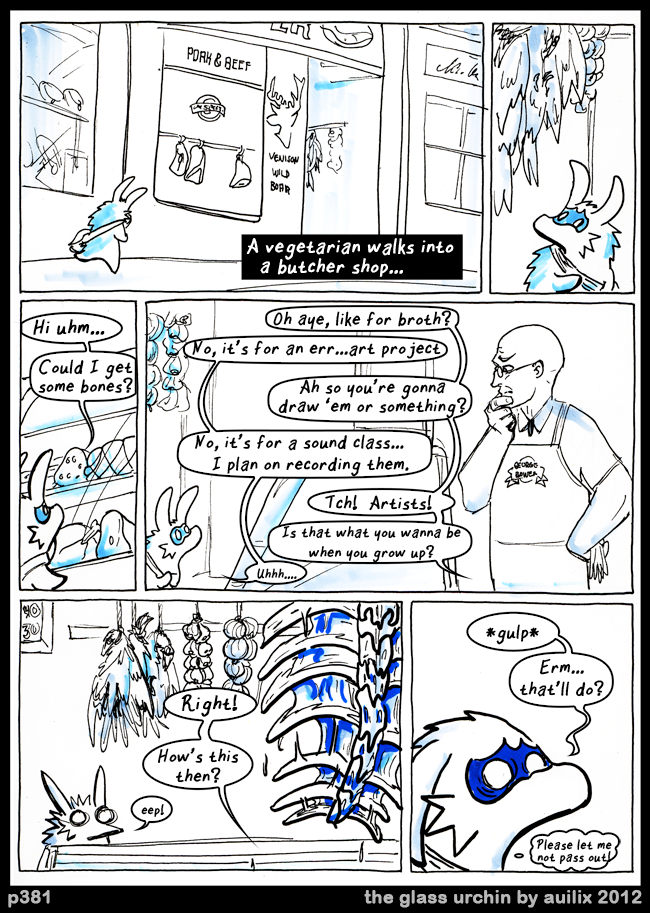 PORK & BEEF
VENISON
WILD
BOAR
A vegetarian walks into
a butcher shop...
Hi uhm...
Could I get
some bones?
Oh aye, like for broth?
No, it's for an err...art project
Ah so you're gonna
draw 'em or something?
No, it's for a sound class...
I plan on recording them.
Tch! Artists!
Is that what you wanna be
when you grow up?
Uhhh....
GEORGE
BOWER
Right!
How's this
then?
eep!
*gulp*
Erm...
that'll do?
Please let me
not pass out!
p381
the glass urchin by auilix 2012